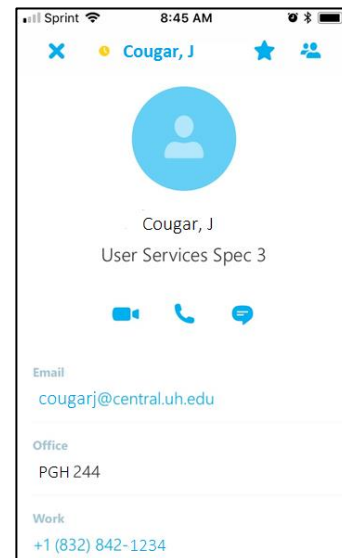 Sprint 8:45 AM
Cougar, J
Cougar, J
User Services Spec 3
Email
cougarj@central.uh.edu
Office
PGH 244
Work
+1 (832) 842-1234